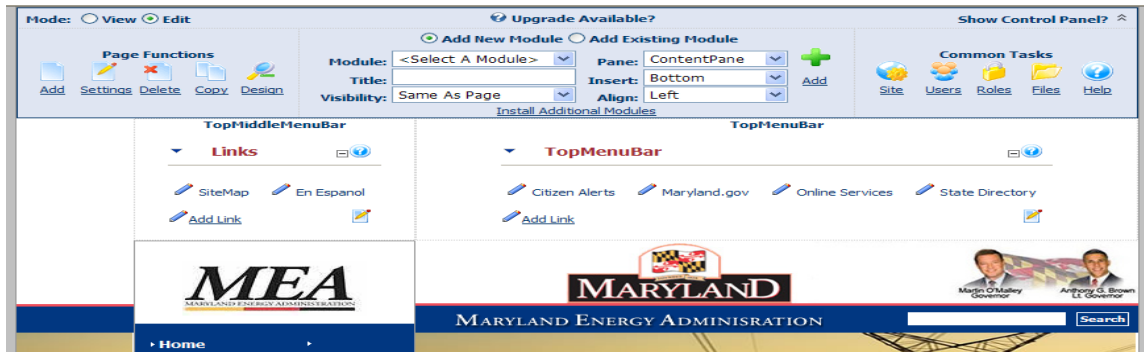 Mode: View Edit Upgrade Available? Show Control Panel?
Add New Module Add Existing Module
Page Functions
Add Settings Delete Copy Design
Module: <Select A Module> Pane: ContentPane
Title: Insert: Bottom Add
Visibility: Same As Page Align: Left
Install Additional Modules
Common Tasks
Site Users Roles Files Help
TopMiddleMenuBar TopMenuBar
Links TopMenuBar
SiteMap En Espanol Citizen Alerts Maryland.gov Online Services State Directory
Add Link Add Link
MEA
MARYLAND ENERGY ADMINISTRATION
MARYLAND
Martin O'Malley
Governor
Anthony G. Brown
Lt. Governor
MARYLAND ENERGY ADMINISRATION Search
Home